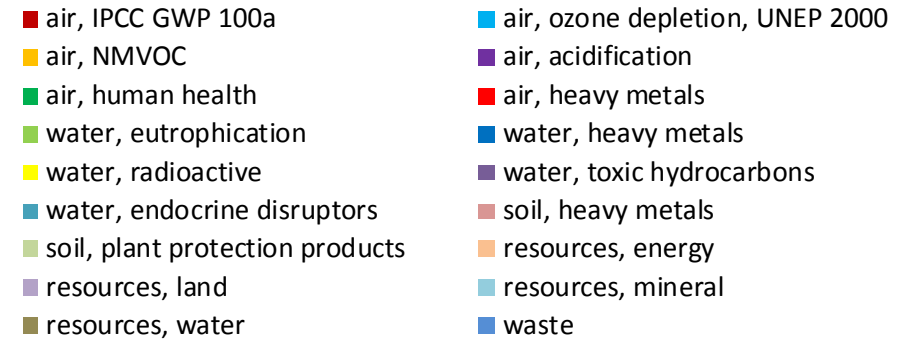 air, IPCC GWP 100a
air, ozone depletion, UNEP 2000
air, NMVOC
air, acidification
air, human health
air, heavy metals
water, eutrophication
water, heavy metals
water, radioactive
water, toxic hydrocarbons
water, endocrine disruptors
soil, heavy metals
soil, plant protection products
resources, energy
resources, land
resources, mineral
resources, water
waste